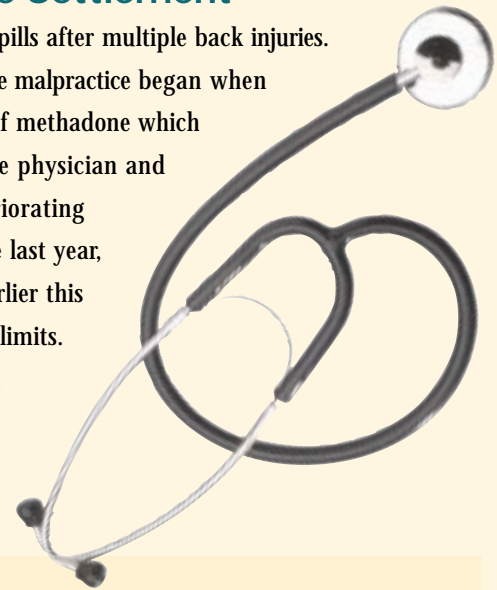 Settlement
pills after multiple back injuries.
malpractice began when
f methadone which
physician and
iorating
last year,
rlier this
limits.